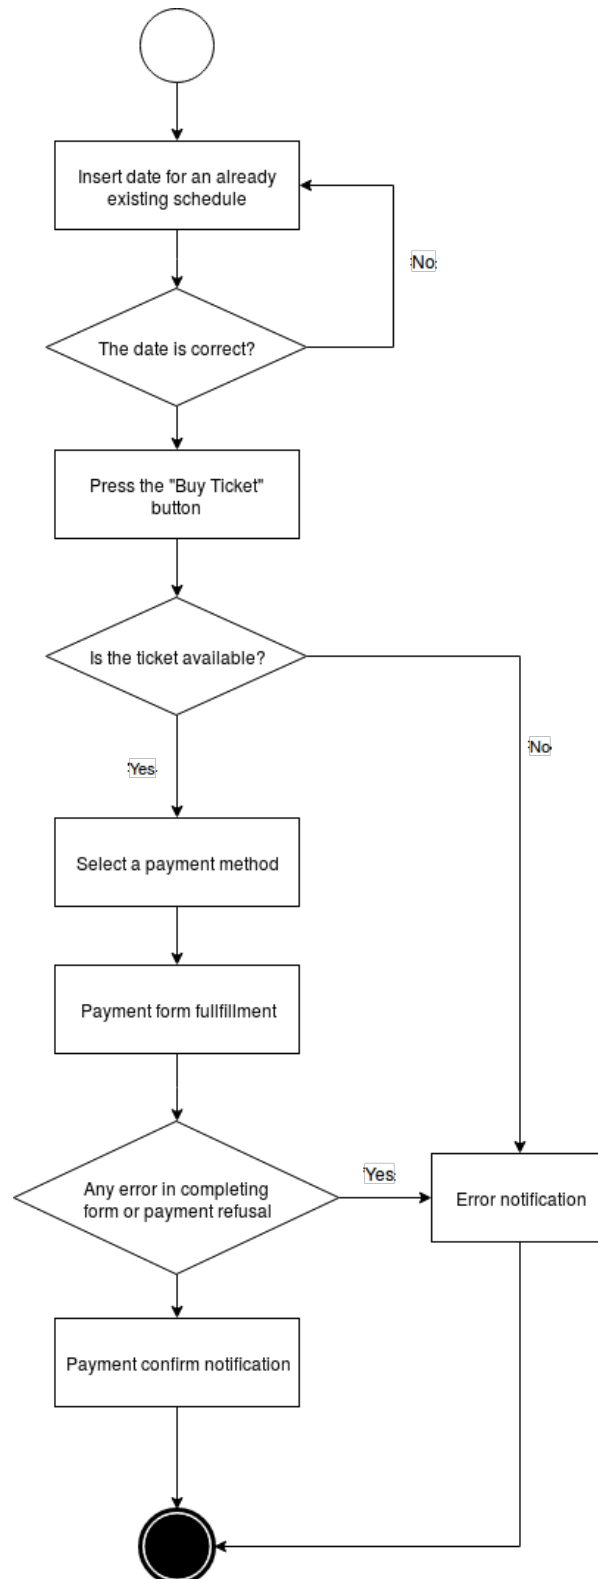 Insert date for an already
existing schedule
No
The date is correct?
Press the "Buy Ticket"
button
Is the ticket available?
No
Yes
Select a payment method
Payment form fullfillment
Yes
Any error in completing
form or payment refusal
Error notification
Payment confirm notification